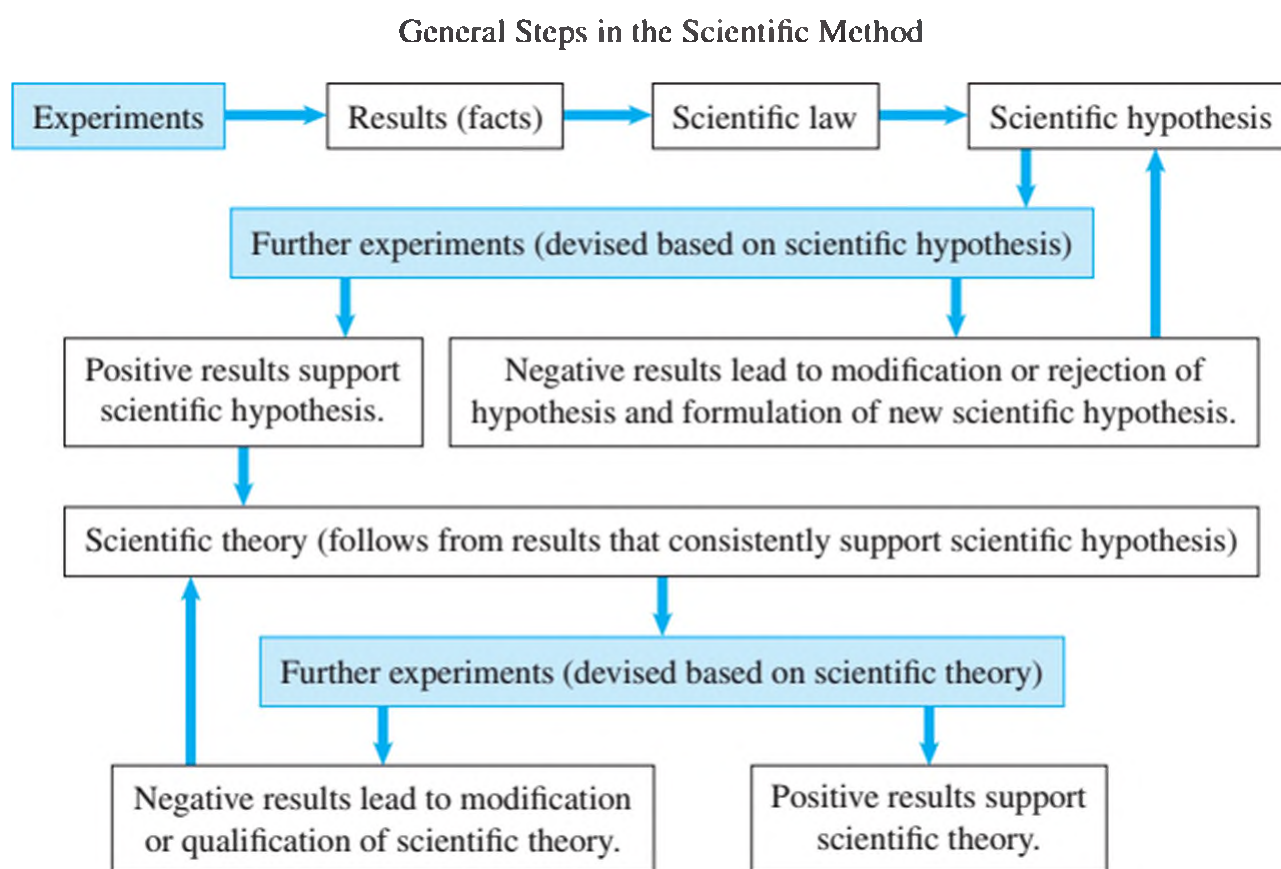 General Steps in the Scientific Method
Experiments
Results (facts)
Scientific law
Scientific hypothesis
Further experiments (devised based on scientific hypothesis)
Positive results support
scientific hypothesis.
Negative results lead to modification or rejection of
hypothesis and formulation of new scientific hypothesis.
Scientific theory (follows from results that consistently support scientific hypothesis)
Further experiments (devised based on scientific theory)
Negative results lead to modification
or qualification of scientific theory.
Positive results support
scientific theory.